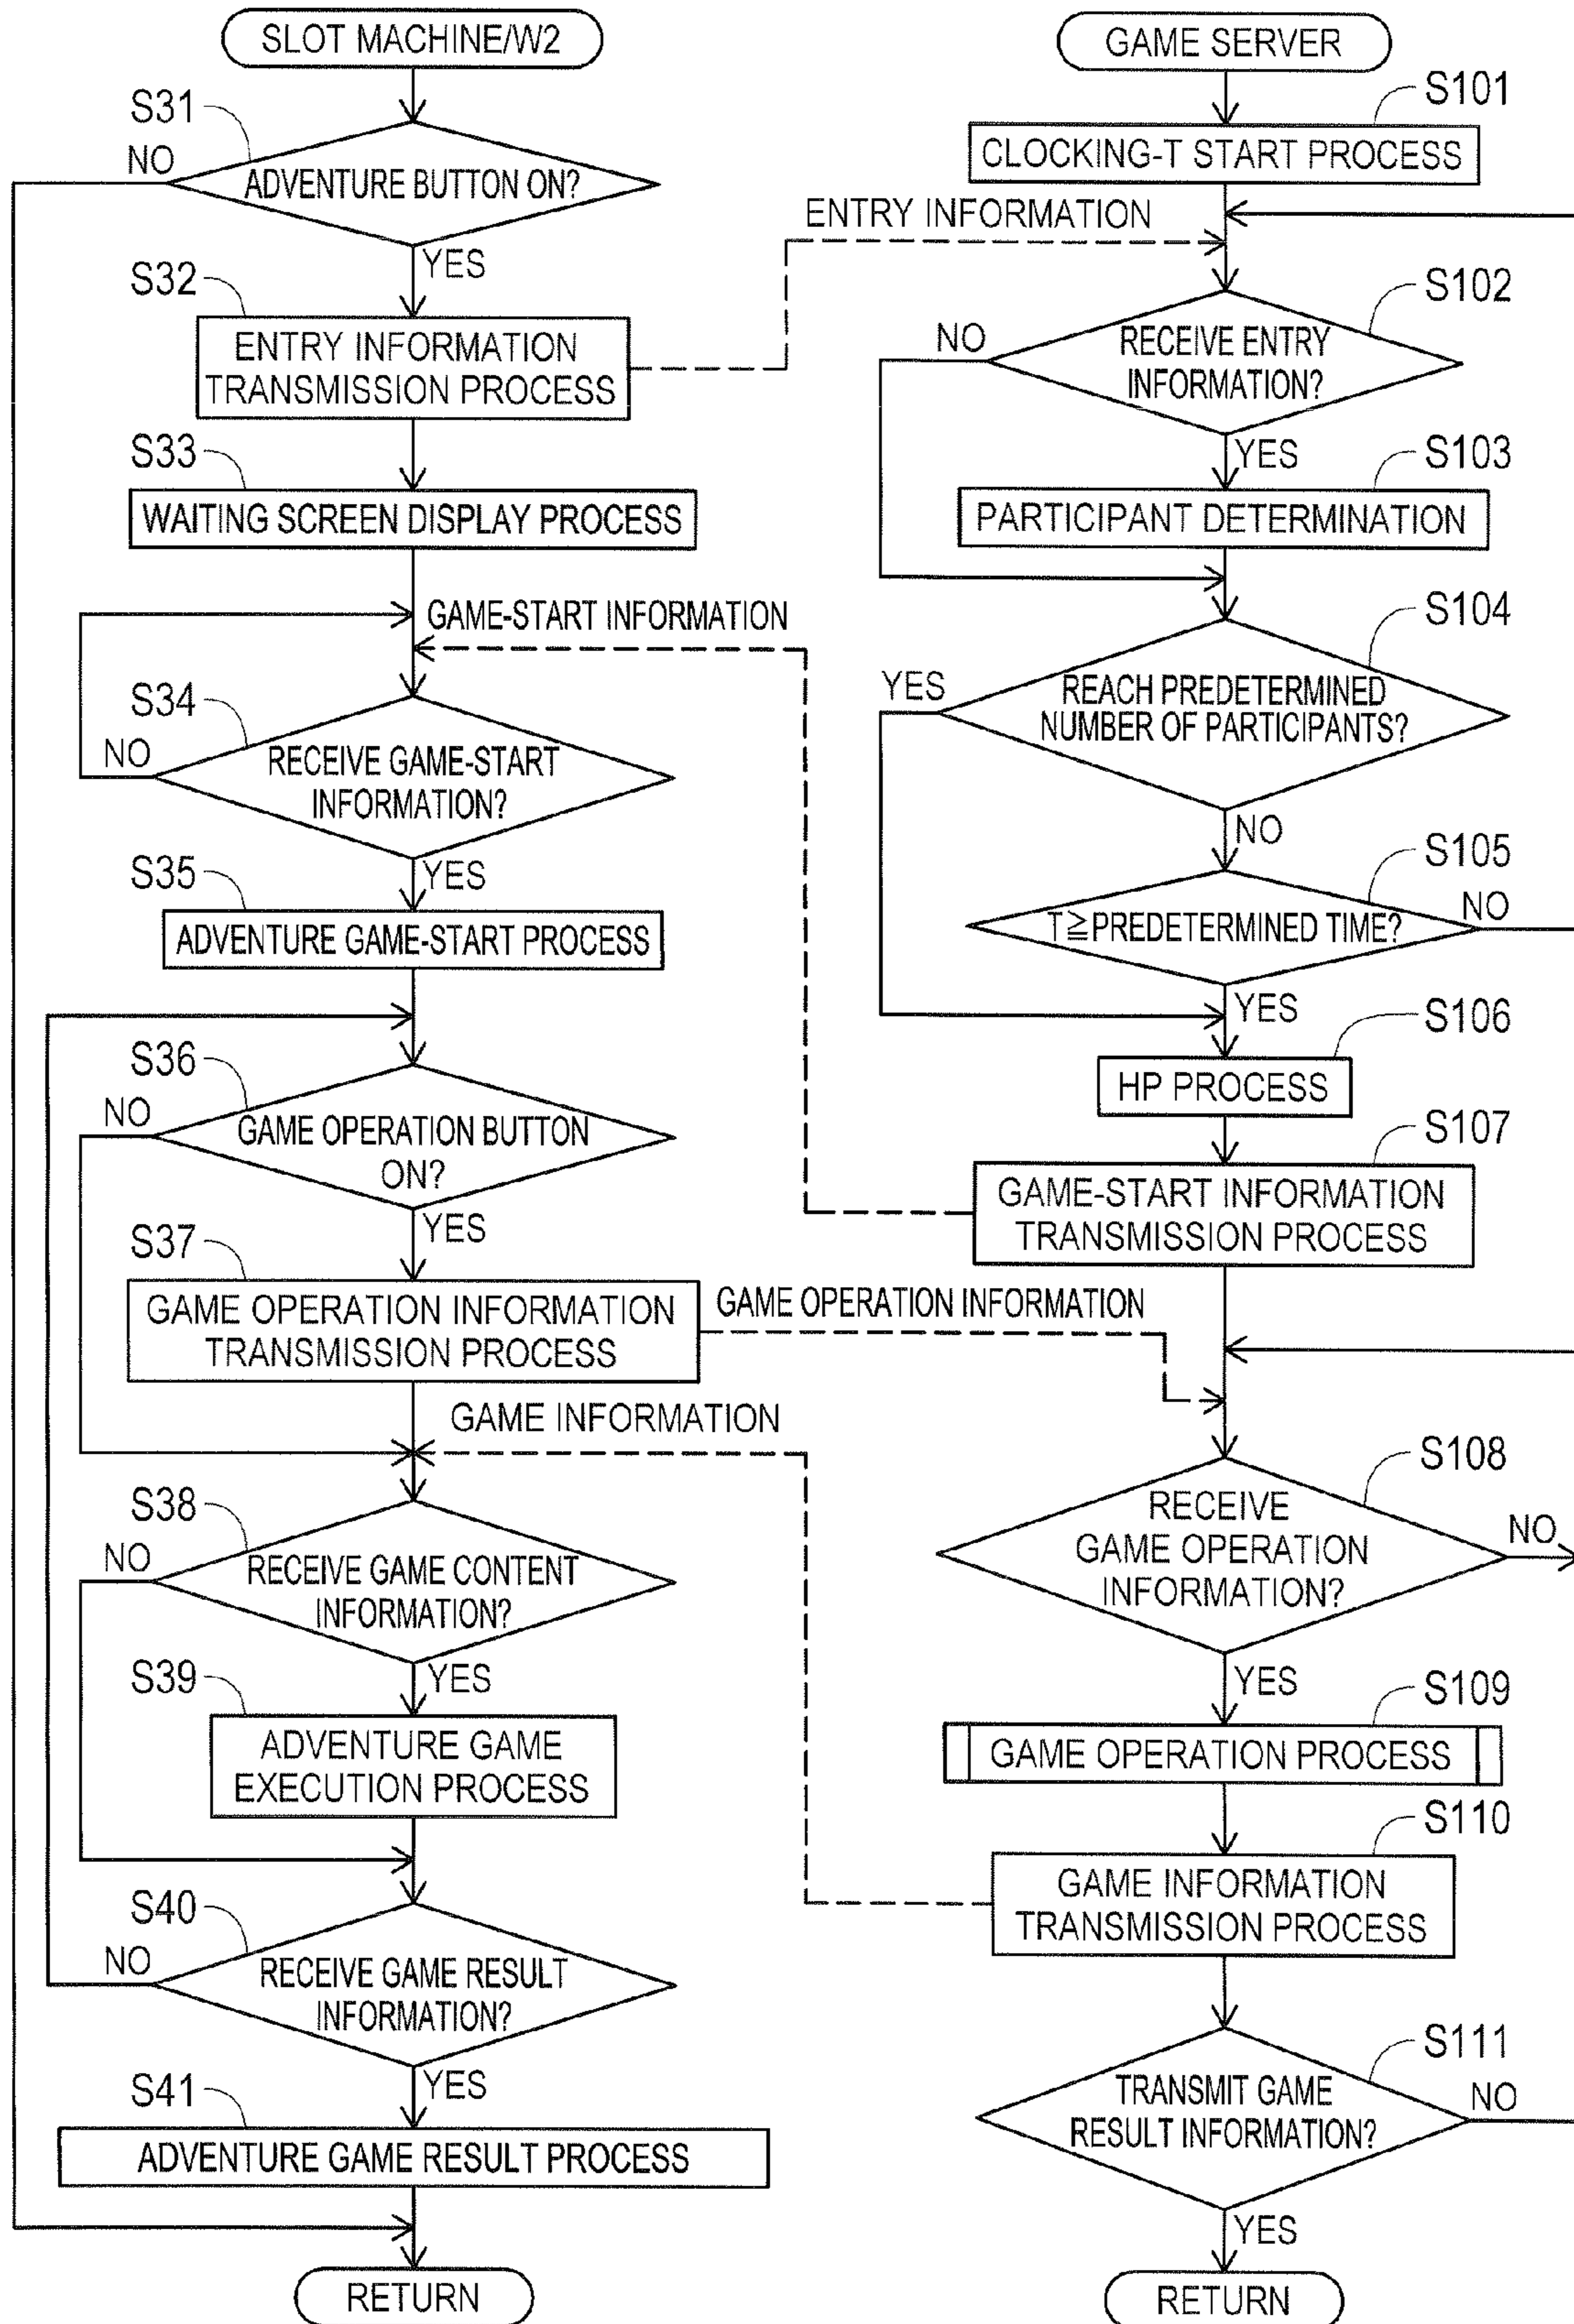 SLOT MACHINE/W2
S31
NO
ADVENTURE BUTTON ON?
YES
S32
ENTRY INFORMATION
TRANSMISSION PROCESS
S33
WAITING SCREEN DISPLAY PROCESS
GAME-START INFORMATION
S34
NO
RECEIVE GAME-START
INFORMATION?
YES
S35
ADVENTURE GAME-START PROCESS
S36
NO
GAME OPERATION BUTTON
ON?
YES
S37
GAME OPERATION INFORMATION
TRANSMISSION PROCESS
GAME OPERATION INFORMATION
GAME INFORMATION
S38
NO
RECEIVE GAME CONTENT
INFORMATION?
YES
S39
ADVENTURE GAME
EXECUTION PROCESS
S40
NO
RECEIVE GAME RESULT
INFORMATION?
YES
S41
ADVENTURE GAME RESULT PROCESS
RETURN
GAME SERVER
S101
CLOCKING-T START PROCESS
ENTRY INFORMATION
S102
NO
RECEIVE ENTRY
INFORMATION?
YES
S103
PARTICIPANT DETERMINATION
S104
YES
REACH PREDETERMINED
NUMBER OF PARTICIPANTS?
NO
S105
T≧PREDETERMINED TIME?
NO
YES
S106
HP PROCESS
S107
GAME-START INFORMATION
TRANSMISSION PROCESS
S108
RECEIVE
GAME OPERATION
INFORMATION?
NO
YES
S109
GAME OPERATION PROCESS
S110
GAME INFORMATION
TRANSMISSION PROCESS
S111
TRANSMIT GAME
RESULT INFORMATION?
NO
YES
RETURN